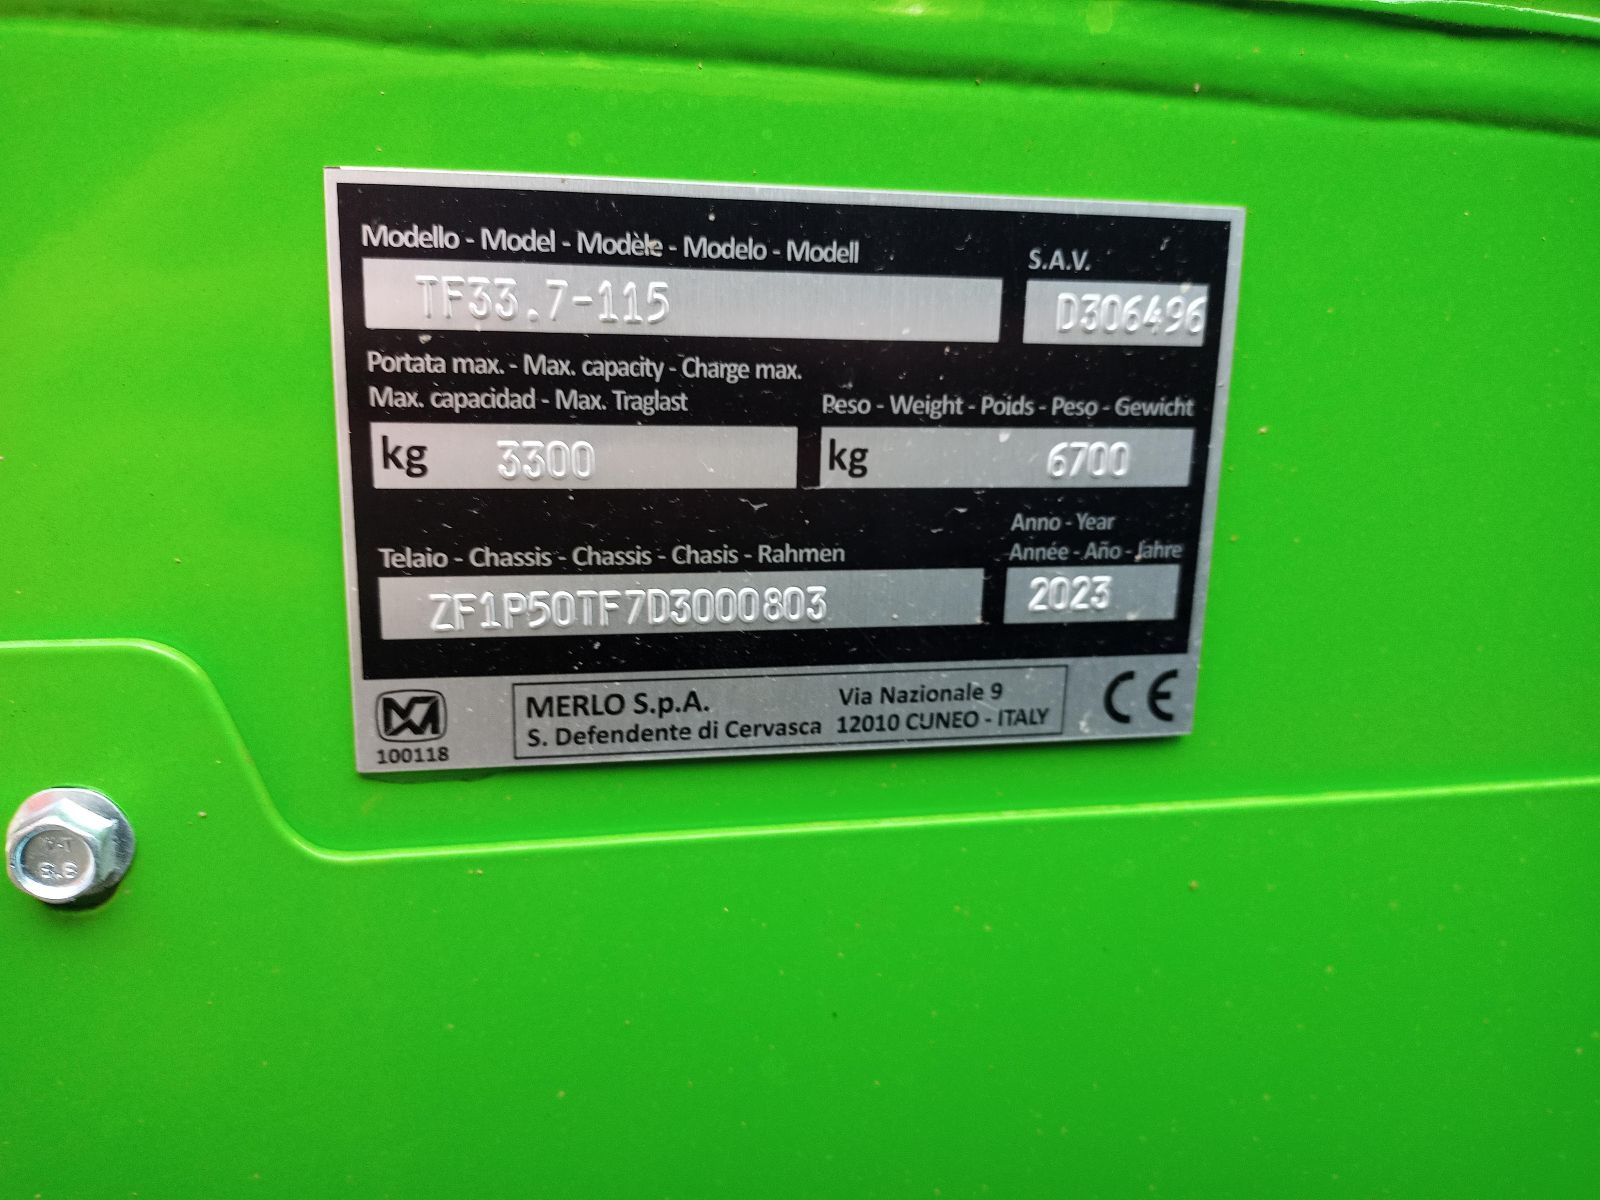 Modello - Model - Modèle - Modelo - Modell
S.A.V.
TF33.7-115
D306496
Portata max. - Max. capacity - Charge max.
Max. capacidad - Max. Traglast
Peso - Weight - Poids - Peso - Gewicht
kg 3300
kg 6700
Anno - Year
Année - Año - Jahre
Telaio - Chassis - Chassis - Chasis - Rahmen
ZF1P50TF7D3000803
2023
MERLO S.p.A.
S. Defendente di Cervasca
Via Nazionale 9
12010 CUNEO - ITALY
CE
100118
8.8